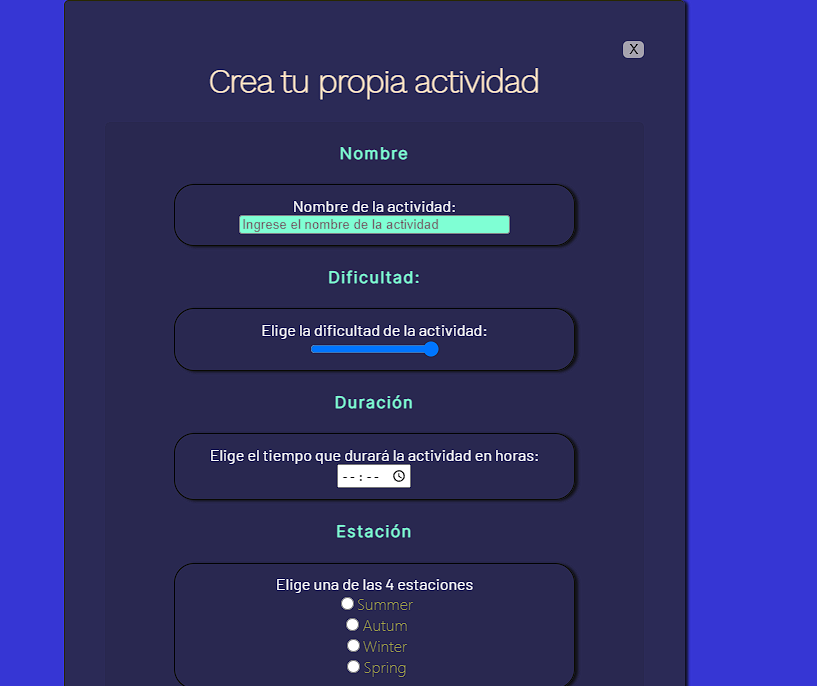 X
Crea tu propia actividad
Nombre
Nombre de la actividad:
Ingrese el nombre de la actividad
Dificultad:
Elige la dificultad de la actividad:
Duración
Elige el tiempo que durará la actividad en horas:
--:--
Estación
Elige una de las 4 estaciones
Summer
Autum
Winter
Spring